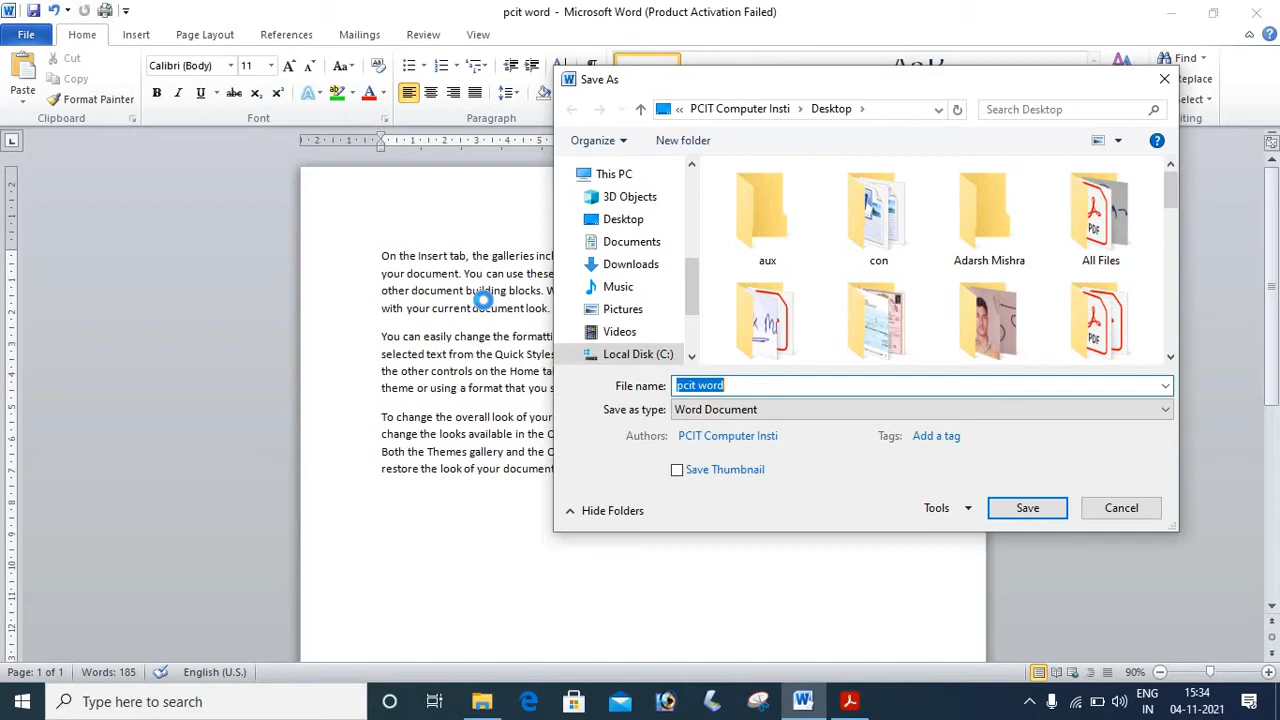 pcit word - Microsoft Word (Product Activation Failed)
File Home Insert Page Layout References Mailings Review View
Paste
Cut
Copy
Format Painter
Clipboard
Calibri (Body) 11
B I U abc
Font
Paragraph
Find
Replace
Select
Editing
Save As
PCIT Computer Insti Desktop
Search Desktop
Organize New folder
This PC
3D Objects
Desktop
Documents
Downloads
Music
Pictures
Videos
Local Disk (C:)
aux con Adarsh Mishra All Files
File name: pcit word
Save as type: Word Document
Authors: PCIT Computer Insti Tags: Add a tag
Save Thumbnail
Hide Folders
Tools Save Cancel
On the Insert tab, the galleries incl
your document. You can use these
other document building blocks. W
with your current document look.
You can easily change the formatti
selected text from the Quick Styles
the other controls on the Home tab
theme or using a format that you s
To change the overall look of your
change the looks available in the C
Both the Themes gallery and the C
restore the look of your document
Page: 1 of 1 Words: 185 English (U.S.) 90%
Type here to search
ENG
IN
15:34
04-11-2021